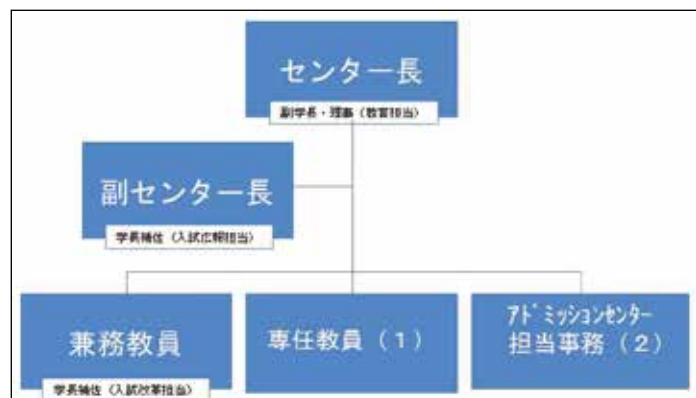 センター長
副学長・理事（教育担当）
副センター長
学長補佐（入試広報担当）
兼務教員
学長補佐（入試改革担当）
専任教員（１）
ｱﾄﾞﾐｯｼｮﾝｾﾝﾀｰ
担当事務（２）